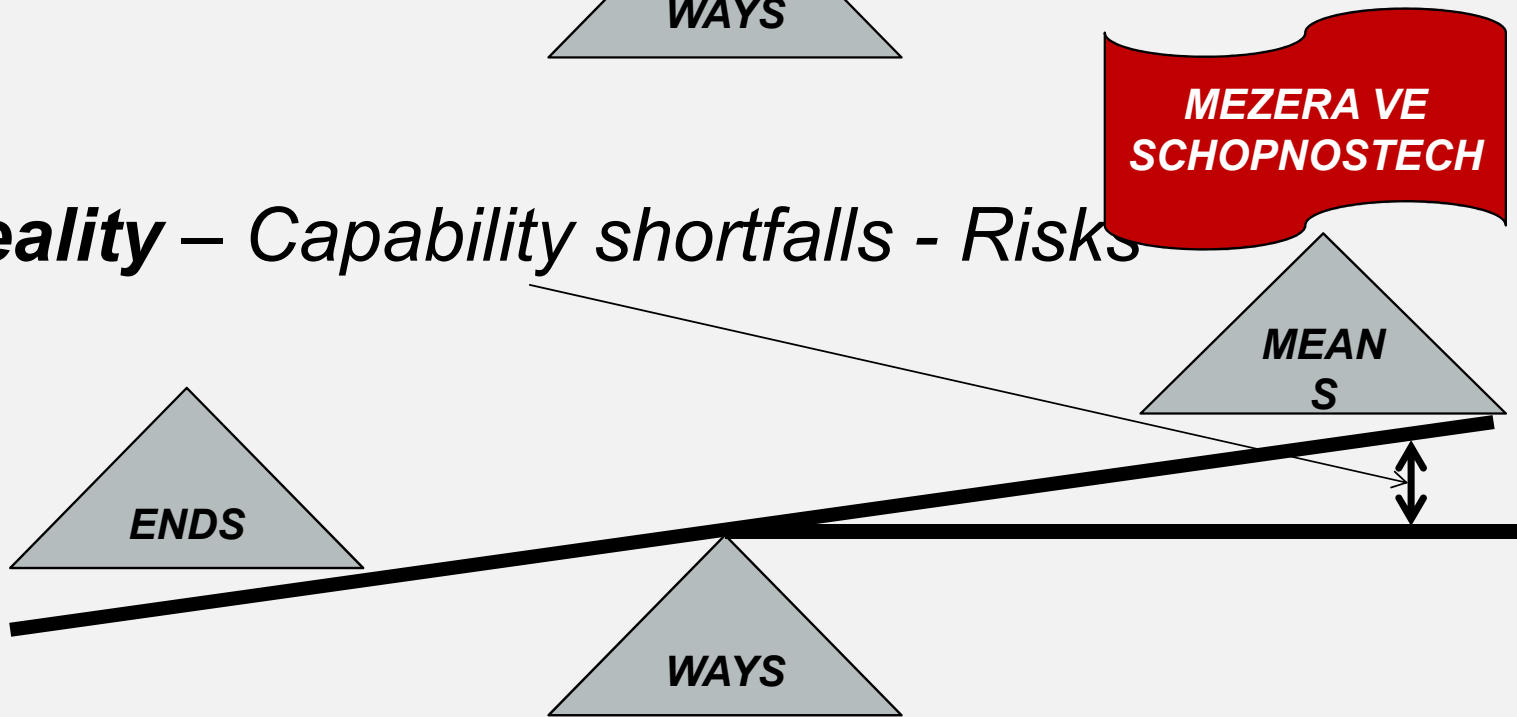 WAYS
MEZERA VE
SCHOPNOSTECH
eality – Capability shortfalls - Risks
MEAN
S
ENDS
WAYS